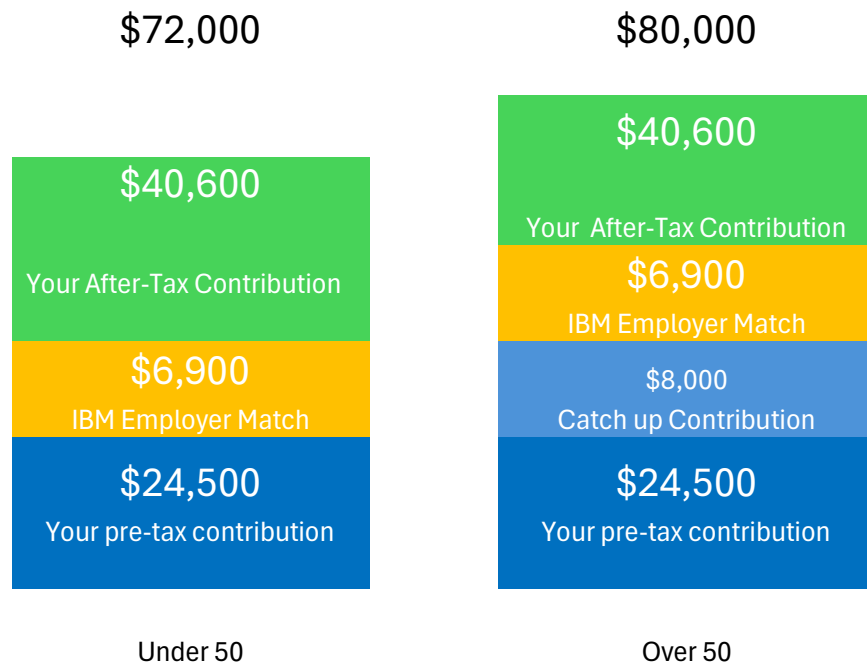 $72,000
$40,600
Your After-Tax Contribution
$6,900
IBM Employer Match
$24,500
Your pre-tax contribution
Under 50
$80,000
$40,600
Your  After-Tax Contribution
$6,900
IBM Employer Match
$8,000
Catch up Contribution
$24,500
Your pre-tax contribution
Over 50